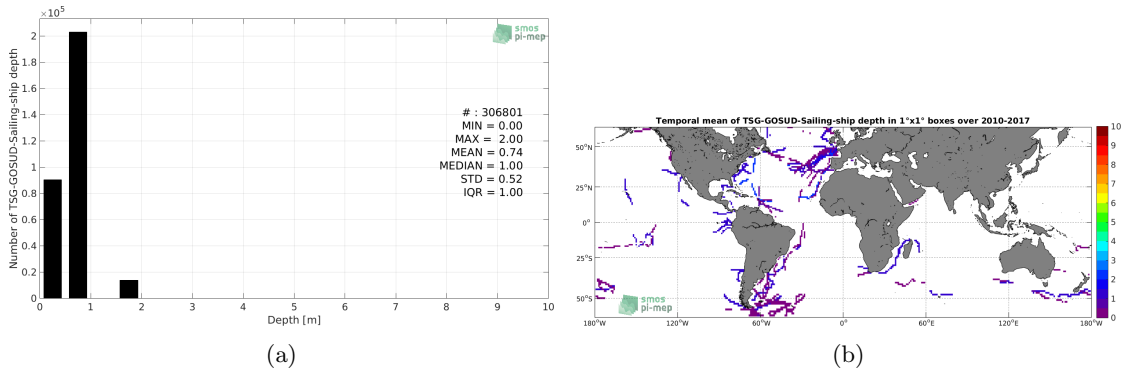 ×10⁵
Number of TSG-GOSUD-Sailing-ship depth
2
1.8
1.6
1.4
1.2
1
0.8
0.6
0.4
0.2
0
0 1 2 3 4 5 6 7 8 9 10
Depth [m]
smos
pi-mep
# : 306801
MIN = 0.00
MAX = 2.00
MEAN = 0.74
MEDIAN = 1.00
STD = 0.52
IQR = 1.00
(a)
Temporal mean of TSG-GOSUD-Sailing-ship depth in 1°x1° boxes over 2010-2017
50°N
25°N
0°
25°S
50°S
180°W 120°W 60°W 0° 60°E 120°E 180°W
smos
pi-mep
10
9
8
7
6
5
4
3
2
1
0
(b)